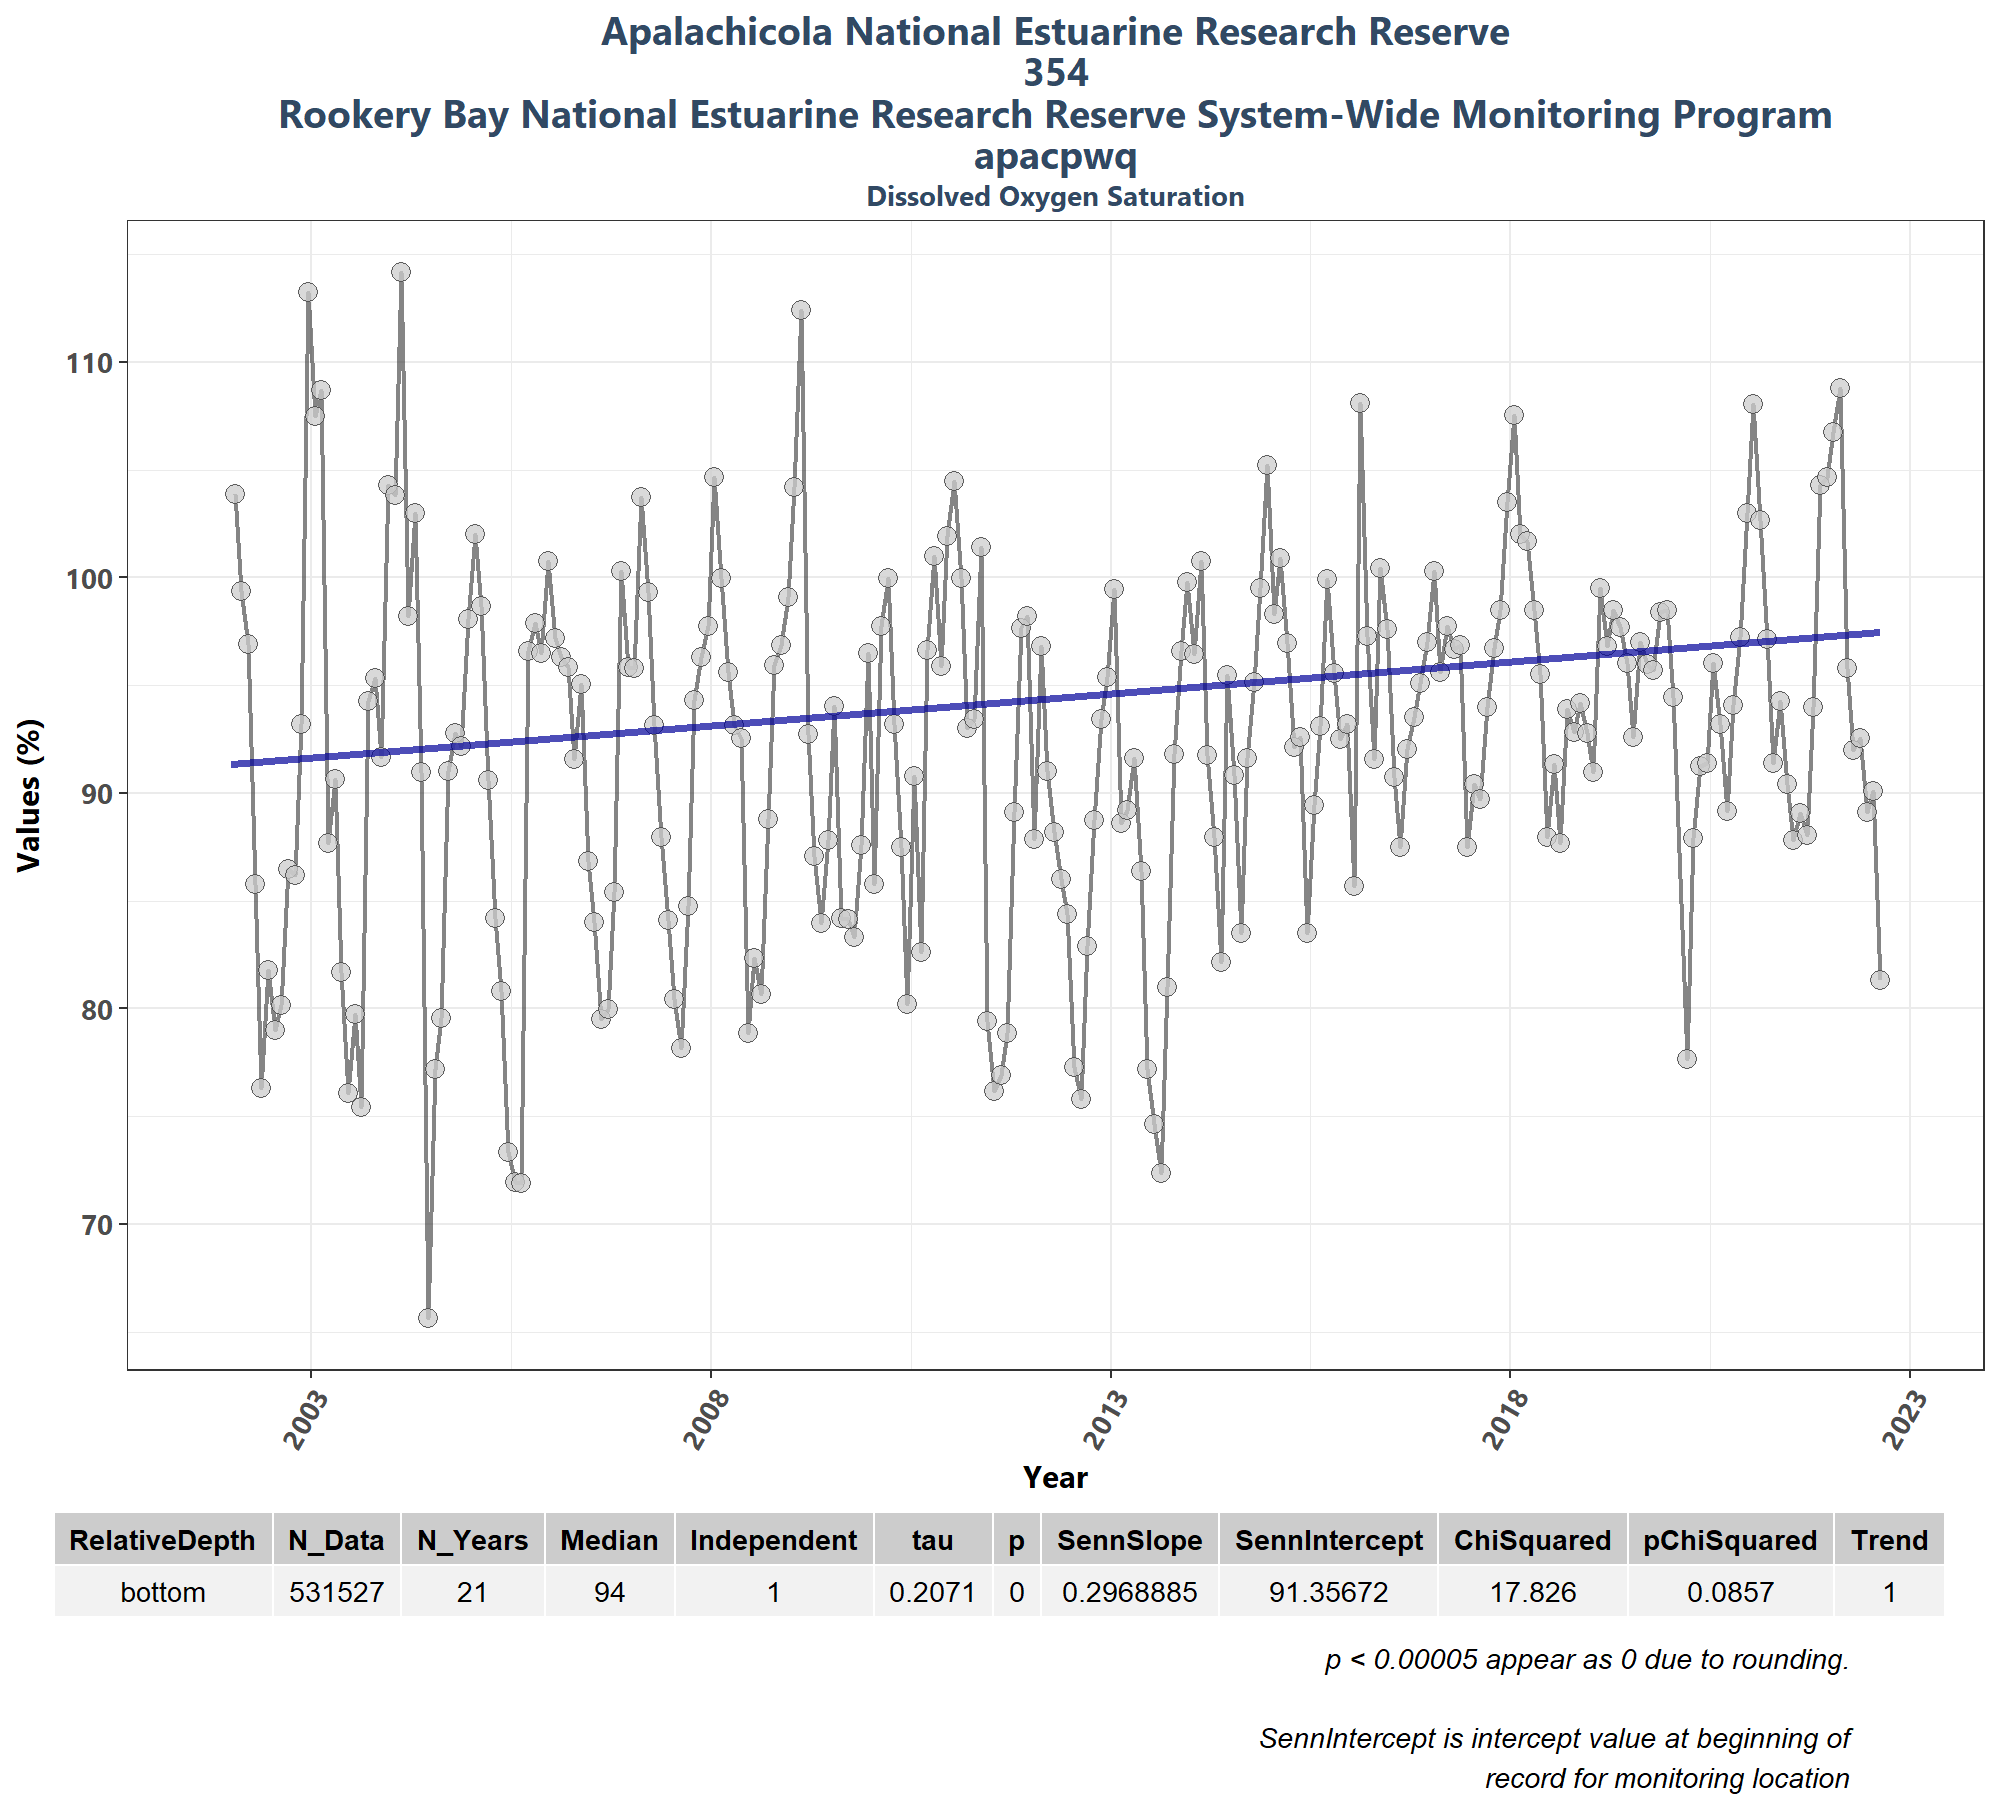 Apalachicola National Estuarine Research Reserve
354
Rookery Bay National Estuarine Research Reserve System-Wide Monitoring Program
apacpwq
Dissolved Oxygen Saturation
Values (%)
110
100
90
80
70
2003 2008 2013 2018 2023
Year
RelativeDepth N_Data N_Years Median Independent tau p SennSlope SennIntercept ChiSquared pChiSquared Trend
bottom 531527 21 94 1 0.2071 0 0.2968885 91.35672 17.826 0.0857 1
p < 0.00005 appear as 0 due to rounding.
SennIntercept is intercept value at beginning of
record for monitoring location